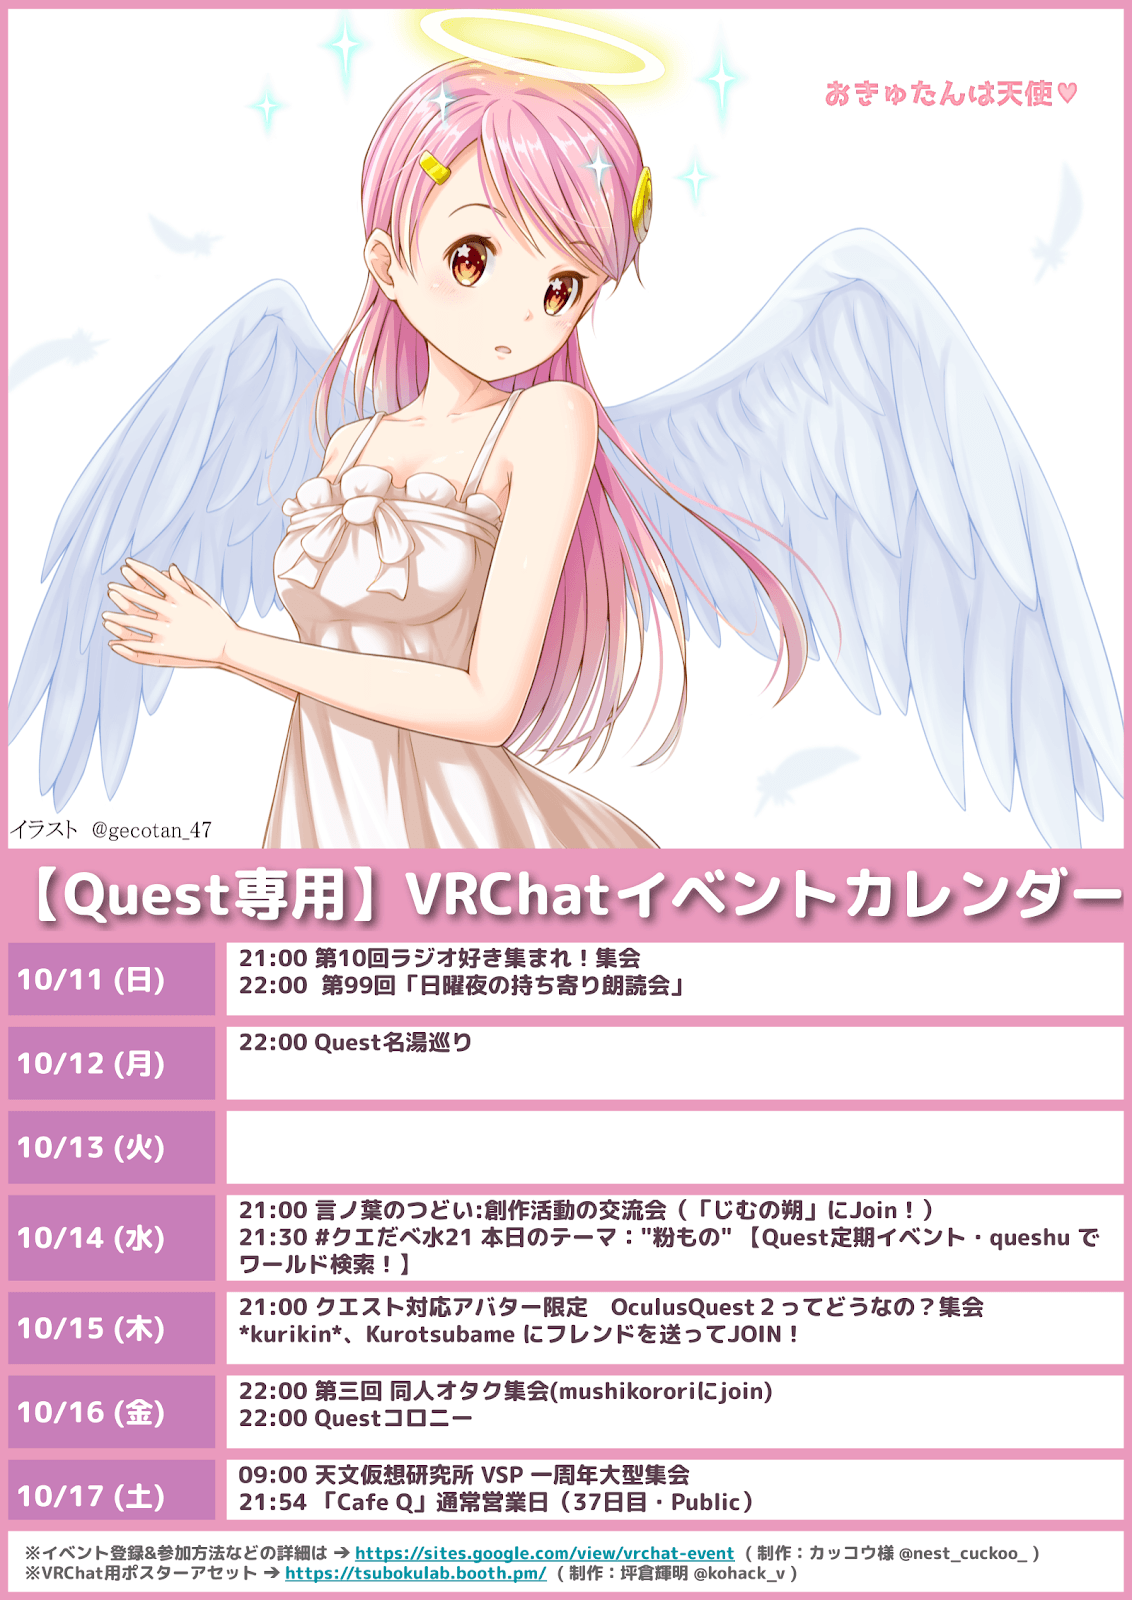 おきゅたんは天使♡
イラスト @gecotan_47
【Quest専用】VRChatイベントカレンダー
10/11 (日)
21:00 第10回ラジオ好き集まれ！集会
22:00 第99回「日曜夜の持ち寄り朗読会」
10/12 (月)
22:00 Quest名湯巡り
10/13 (火)
10/14 (水)
21:00 言ノ葉のつどい:創作活動の交流会（「じむの朔」にJoin！）
21:30 #クエだべ水21 本日のテーマ："粉もの" 【Quest定期イベント・queshu で
ワールド検索！】
10/15 (木)
21:00 クエスト対応アバター限定　OculusQuest２ってどうなの？集会
*kurikin*、Kurotsubame にフレンドを送ってJOIN！
10/16 (金)
22:00 第三回 同人オタク集会(mushikororiにjoin)
22:00 Questコロニー
10/17 (土)
09:00 天文仮想研究所 VSP 一周年大型集会
21:54 「Cafe Q」通常営業日（37日目・Public）
※イベント登録&参加方法などの詳細は ➔ https://sites.google.com/view/vrchat-event （制作：カッコウ様 @nest_cuckoo_ ）
※VRChat用ポスターアセット ➔ https://tsubokulab.booth.pm/ （制作：坪倉輝明 @kohack_v ）